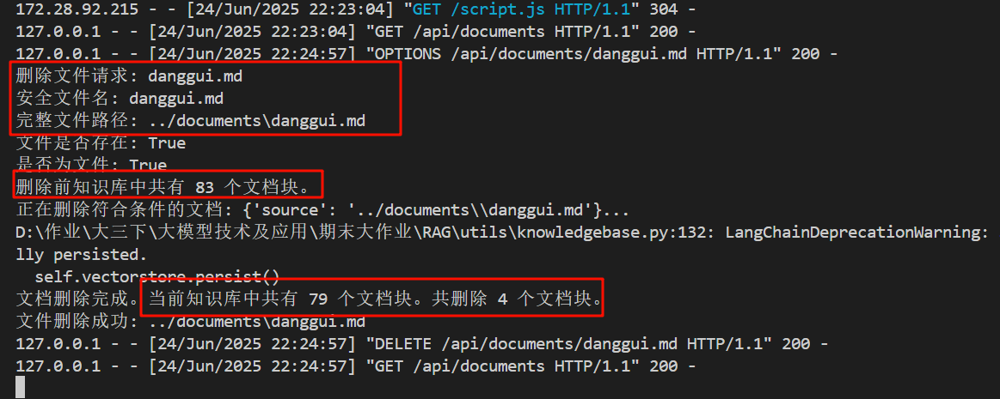 172.28.92.215 - - [24/Jun/2025 22:23:04] "GET /script.js HTTP/1.1" 304 -
127.0.0.1 - - [24/Jun/2025 22:23:04] "GET /api/documents HTTP/1.1" 200 -
127.0.0.1 - - [24/Jun/2025 22:24:57] "OPTIONS /api/documents/danggui.md HTTP/1.1" 200 -
删除文件请求: danggui.md
安全文件名: danggui.md
完整文件路径: ../documents\danggui.md
文件是否存在: True
是否为文件: True
删除前知识库中共有 83 个文档块。
正在删除符合条件的文档: {'source': '../documents\\danggui.md'}...
D:\作业\大三下\大模型技术及应用\期末大作业\RAG\utils\knowledgebase.py:132: LangChainDeprecationWarning:
lly persisted.
  self.vectorstore.persist()
文档删除完成。当前知识库中共有 79 个文档块。共删除 4 个文档块。
文件删除成功: ../documents\danggui.md
127.0.0.1 - - [24/Jun/2025 22:24:57] "DELETE /api/documents/danggui.md HTTP/1.1" 200 -
127.0.0.1 - - [24/Jun/2025 22:24:57] "GET /api/documents HTTP/1.1" 200 -